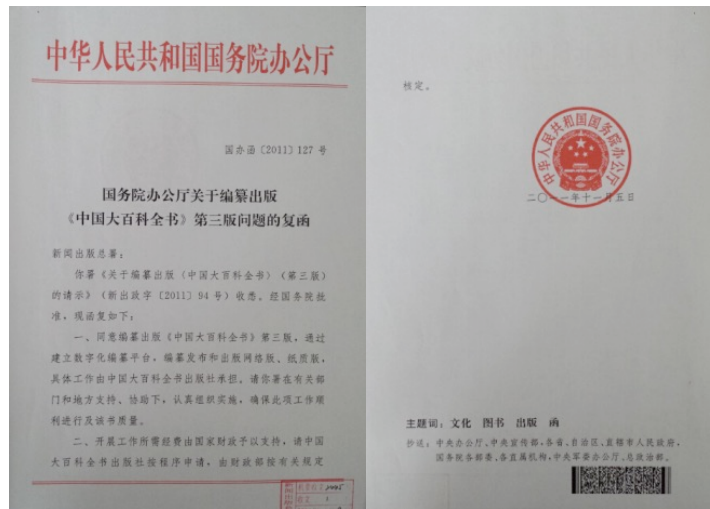 中华人民共和国国务院办公厅
国办函〔2011〕127 号
国务院办公厅关于编纂出版
《中国大百科全书》第三版问题的复函
新闻出版总署：
你署《关于编纂出版〈中国大百科全书〉（第三版）
的请示》（新出政字〔2011〕94 号）收悉。经国务院批
准，现函复如下：
一、同意编纂出版《中国大百科全书》第三版，通过
建立数字化编纂平台，编纂发布和出版网络版、纸质版，
具体工作由中国大百科全书出版社承担。请你署在有关部
门和地方支持、协助下，认真组织实施，确保此项工作顺
利进行及该书质量。
二、开展工作所需经费由国家财政予以支持，请中国
大百科全书出版社按程序申请，由财政部按有关规定
核定。
中华人民共和国国务院办公厅
二〇一一年十一月五日
主题词：文化 图书 出版 函
抄送：中央办公厅、中央宣传部，各省、自治区、直辖市人民政府，
国务院各部委、各直属机构，中央军委办公厅、总政治部。